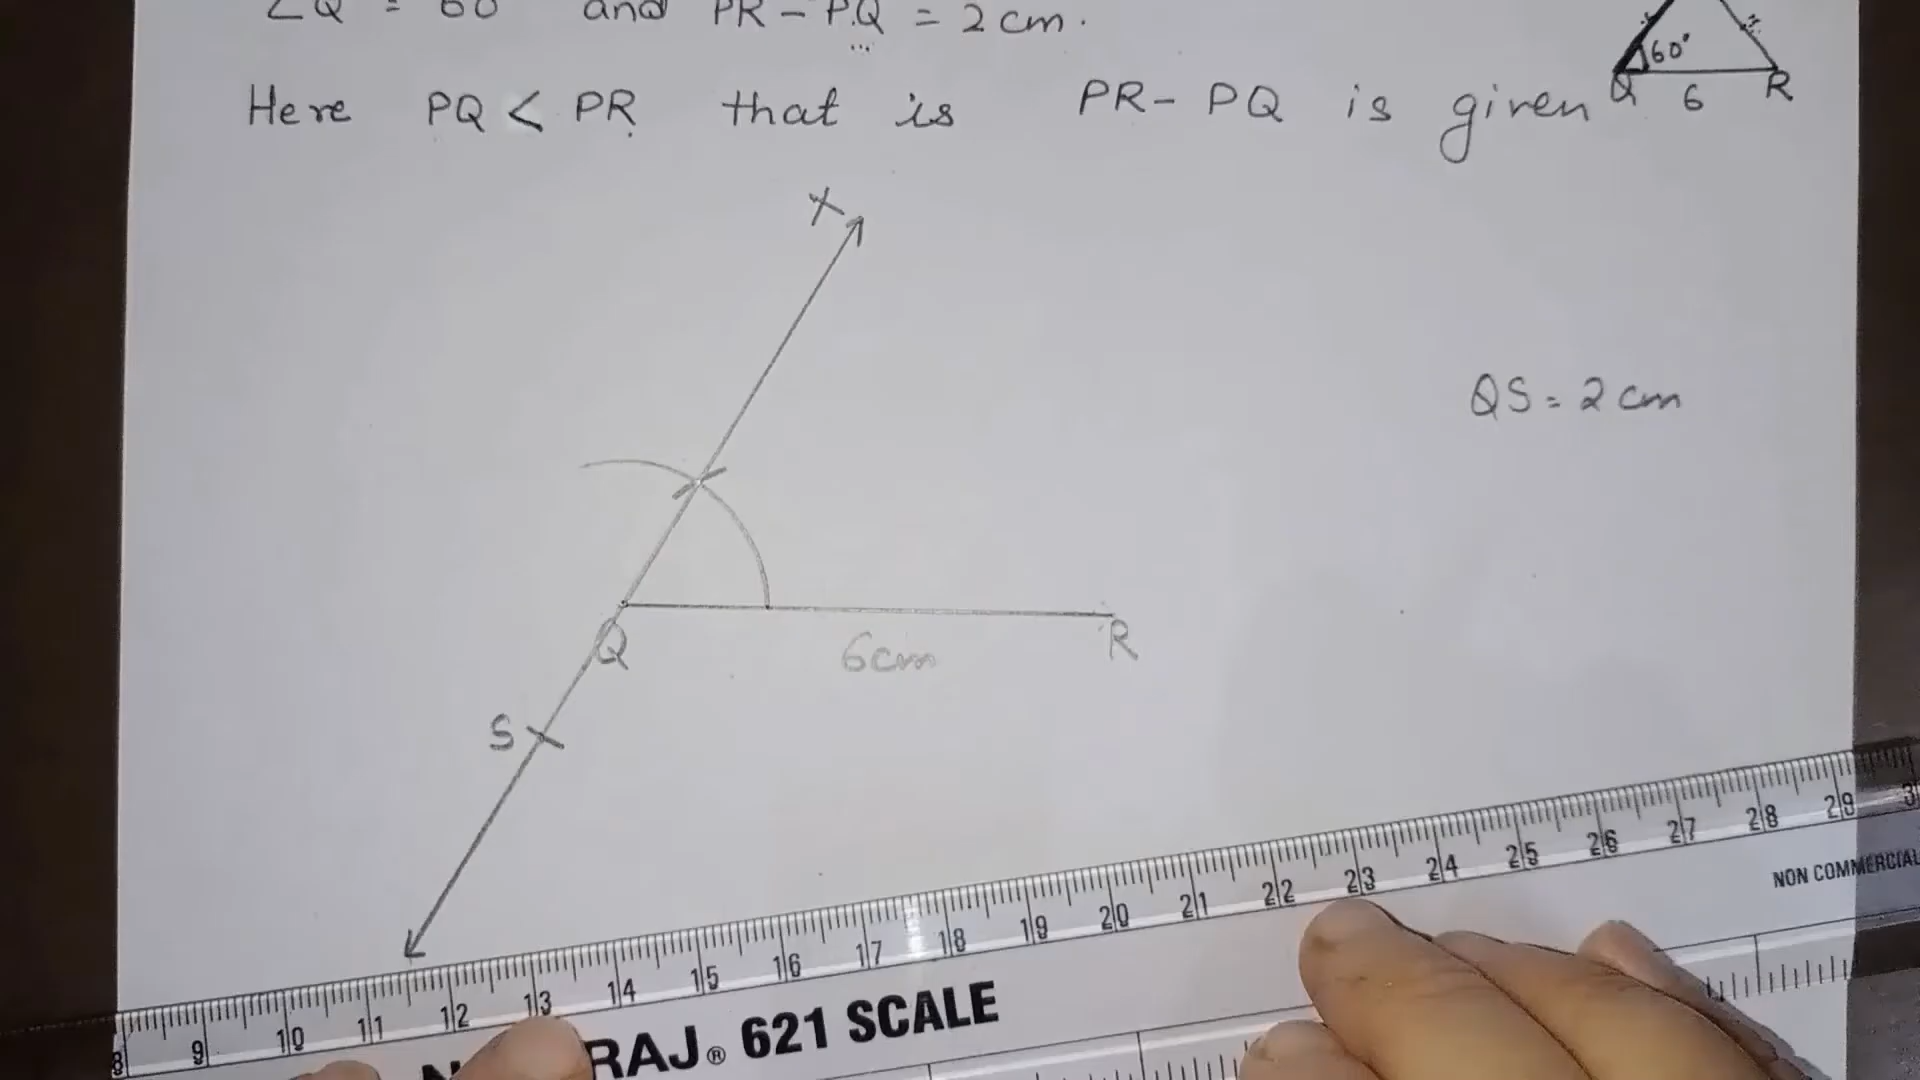 ∠Q = 60° and PR - PQ = 2 cm.
Here PQ < PR that is PR - PQ is given
60°
Q 6 R
X
QS = 2 cm
Q 6cm R
S
8 9 10 11 12 13 14 15 16 17 18 19 20 21 22 23 24 25 26 27 28 29
NON COMMERCIAL
RAJ® 621 SCALE